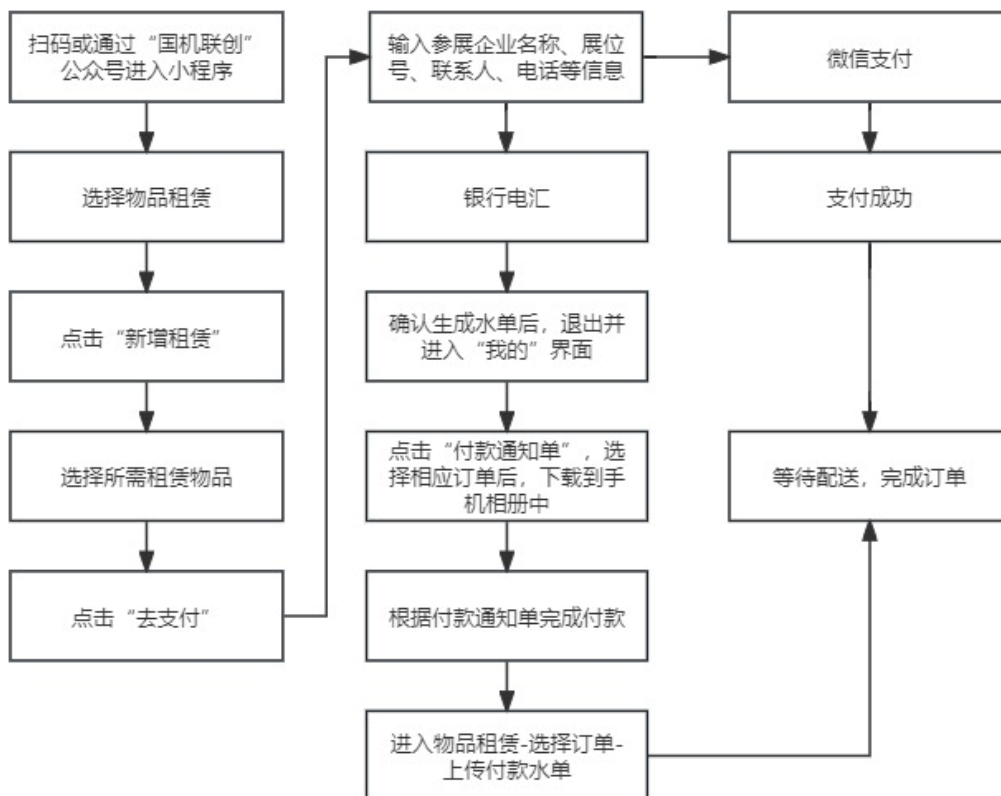 扫码或通过“国机联创”
公众号进入小程序
选择物品租赁
点击“新增租赁”
选择所需租赁物品
点击“去支付”
输入参展企业名称、展位
号、联系人、电话等信息
银行电汇
确认生成水单后，退出并
进入“我的”界面
点击“付款通知单”，选
择相应订单后，下载到手
机相册中
根据付款通知单完成付款
进入物品租赁-选择订单-
上传付款水单
微信支付
支付成功
等待配送，完成订单